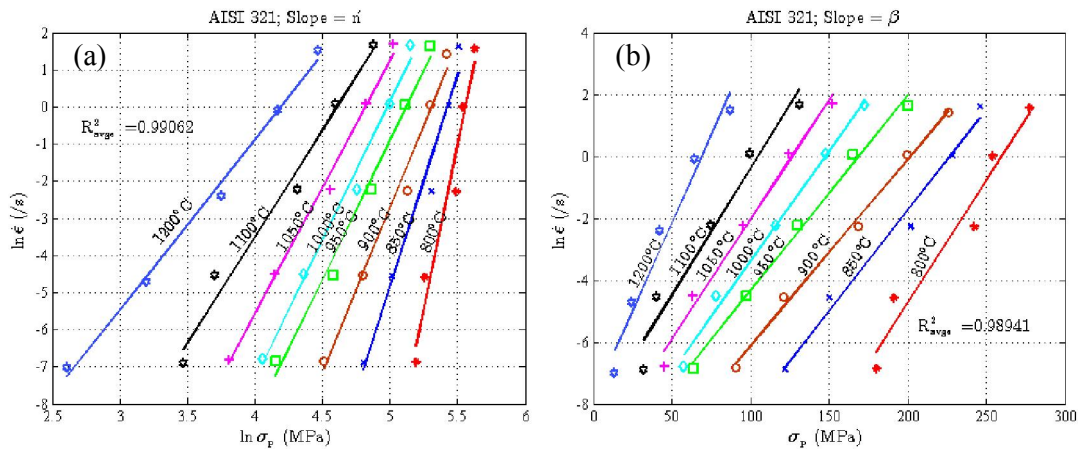 AISI 321; Slope = ń
(a)
R²avge =0.99062
1200°C
1100°C
1050°C
1000°C
950°C
900°C
850°C
800°C
2
1
0
-1
-2
-3
-4
-5
-6
-7
-8
2.5 3 3.5 4 4.5 5 5.5 6
ln ε̇ (/s)
ln σP (MPa)
AISI 321; Slope = β
(b)
R²avge =0.98941
1200°C
1100°C
1050°C
1000°C
950°C
900°C
850°C
800°C
4
2
0
-2
-4
-6
-8
0 50 100 150 200 250 300
ln ε̇ (/s)
σP (MPa)